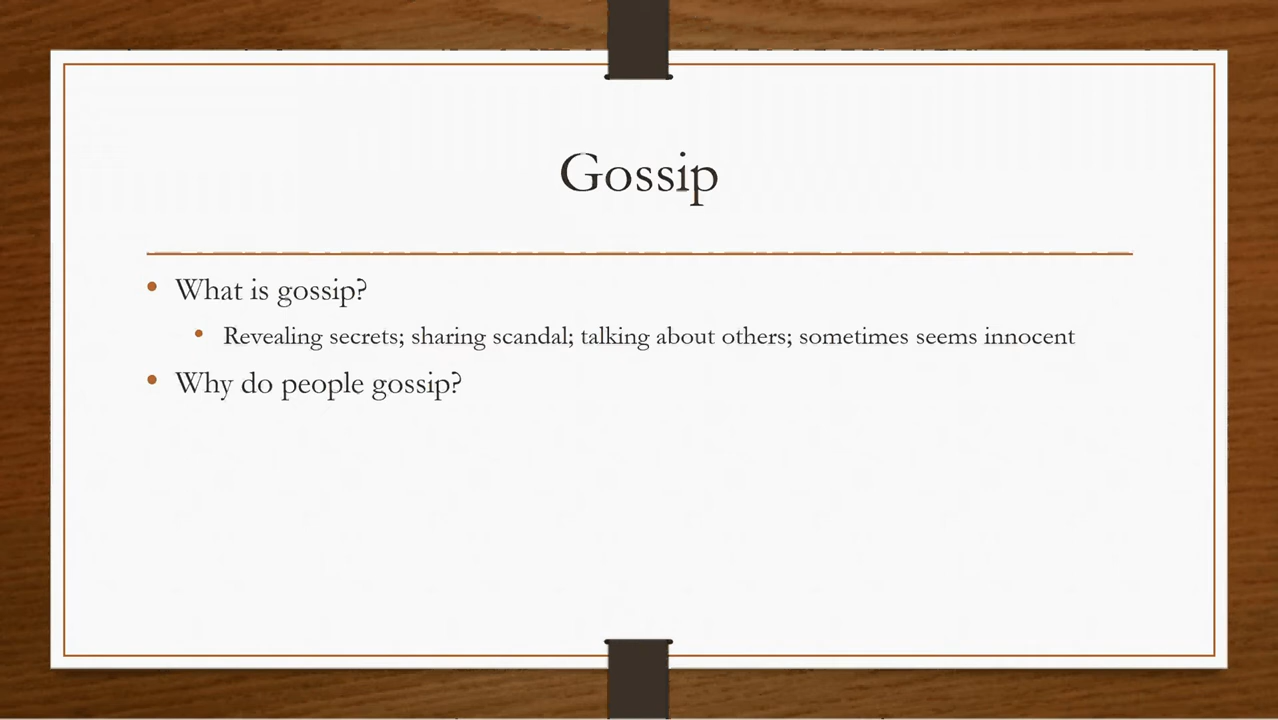 Gossip
• What is gossip?
• Revealing secrets; sharing scandal; talking about others; sometimes seems innocent
• Why do people gossip?